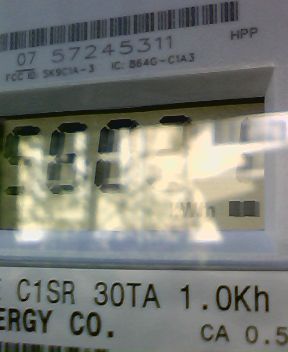 HPP
07 57245311
FCC ID: SK9C1A-3 IC: 864G-C1A3
kWh
C1SR 30TA 1.0Kh
ERGY CO.
CA 0.5